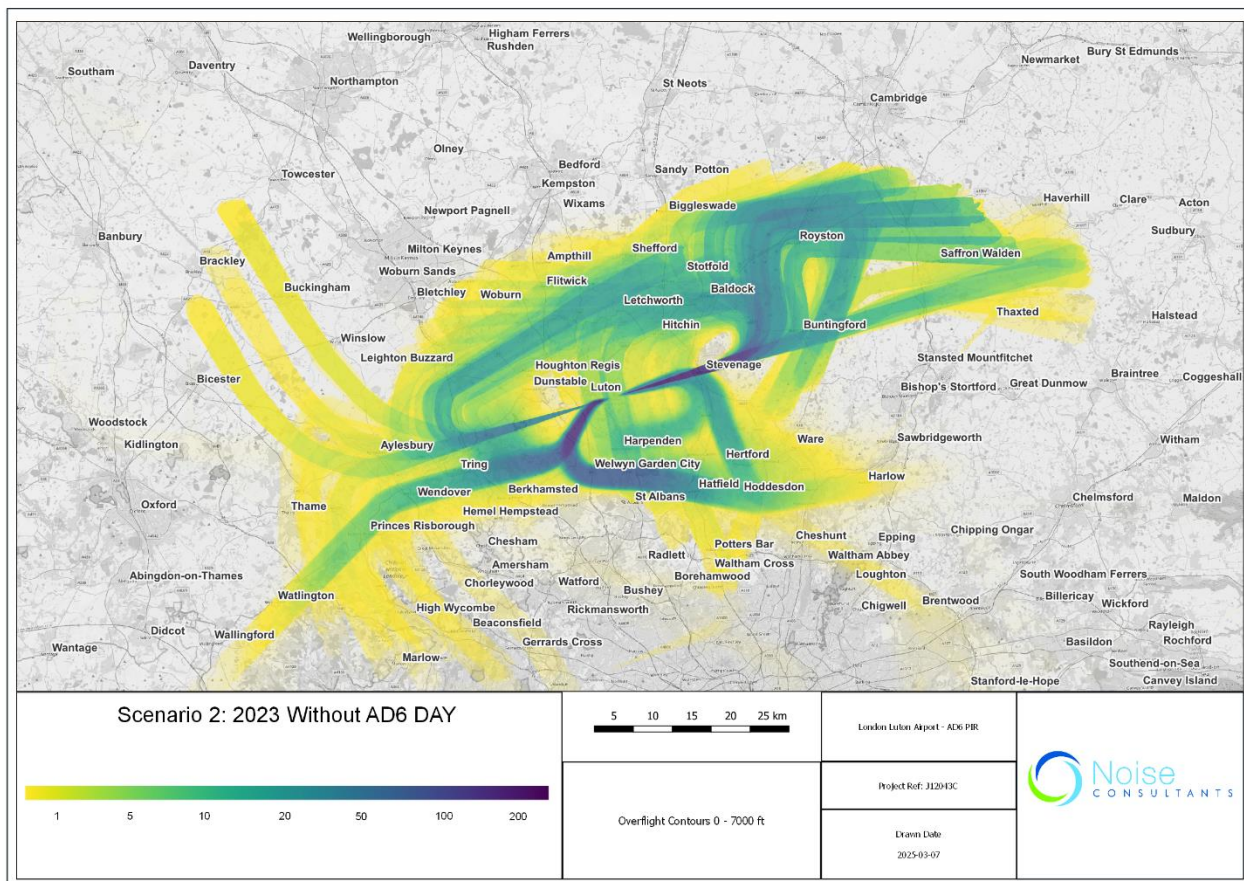 Wellingborough
Higham Ferrers
Rushden
Bury St Edmunds
Newmarket
Southam
Daventry
Northampton
St Neots
Cambridge
Olney
Bedford
Sandy Potton
Towcester
Kempston
Wixams
Biggleswade
Haverhill
Clare
Acton
Newport Pagnell
Sudbury
Banbury
Milton Keynes
Shefford
Royston
Brackley
Woburn Sands
Ampthill
Stotfold
Saffron Walden
Buckingham
Bletchley
Woburn
Flitwick
Letchworth
Baldock
Thaxted
Halstead
Winslow
Hitchin
Buntingford
Leighton Buzzard
Stansted Mountfitchet
Houghton Regis
Stevenage
Braintree
Coggeshall
Bicester
Dunstable
Luton
Bishop's Stortford
Great Dunmow
Woodstock
Kidlington
Aylesbury
Harpenden
Ware
Sawbridgeworth
Witham
Tring
Welwyn Garden City
Hertford
Harlow
Wendover
Berkhamsted
St Albans
Hatfield
Hoddesdon
Oxford
Thame
Hemel Hempstead
Chelmsford
Maldon
Princes Risborough
Chesham
Potters Bar
Cheshunt
Epping
Chipping Ongar
Radlett
Waltham Cross
Waltham Abbey
Abingdon-on-Thames
Amersham
Chorleywood
Watford
Borehamwood
Loughton
South Woodham Ferrers
Watlington
Bushey
Chigwell
Brentwood
Billericay
Wickford
High Wycombe
Rickmansworth
Beaconsfield
Rayleigh
Didcot
Wallingford
Gerrards Cross
Basildon
Rochford
Wantage
Marlow
Southend-on-Sea
Stanford-le-Hope
Canvey Island
Scenario 2: 2023 Without AD6 DAY
1 5 10 20 50 100 200
5 10 15 20 25 km
Overflight Contours 0 - 7000 ft
London Luton Airport - AD6 PIR
Project Ref: J12043C
Drawn Date
2025-03-07
Noise
CONSULTANTS